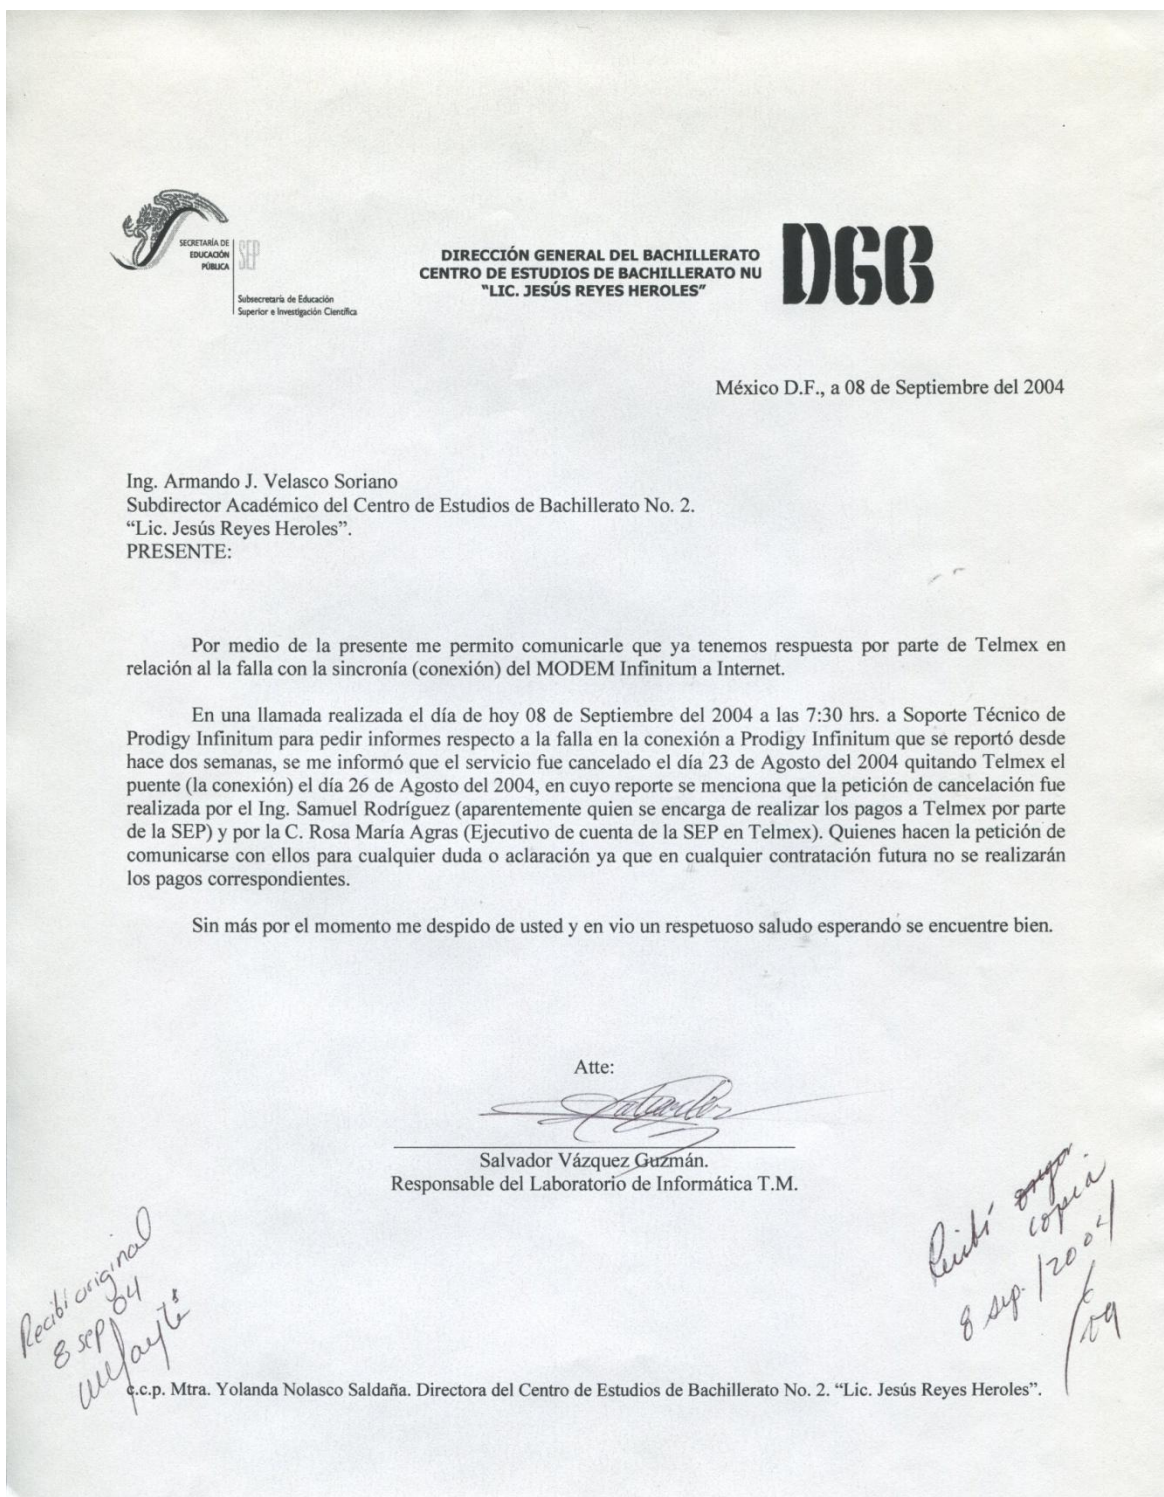 SECRETARÍA DE
EDUCACIÓN
PÚBLICA
SEP
Subsecretaría de Educación
Superior e Investigación Científica
DIRECCIÓN GENERAL DEL BACHILLERATO
CENTRO DE ESTUDIOS DE BACHILLERATO NU
"LIC. JESÚS REYES HEROLES"
DGB
México D.F., a 08 de Septiembre del 2004
Ing. Armando J. Velasco Soriano
Subdirector Académico del Centro de Estudios de Bachillerato No. 2.
“Lic. Jesús Reyes Heroles”.
PRESENTE:
Por medio de la presente me permito comunicarle que ya tenemos respuesta por parte de Telmex en
relación al la falla con la sincronía (conexión) del MODEM Infinitum a Internet.
En una llamada realizada el día de hoy 08 de Septiembre del 2004 a las 7:30 hrs. a Soporte Técnico de
Prodigy Infinitum para pedir informes respecto a la falla en la conexión a Prodigy Infinitum que se reportó desde
hace dos semanas, se me informó que el servicio fue cancelado el día 23 de Agosto del 2004 quitando Telmex el
puente (la conexión) el día 26 de Agosto del 2004, en cuyo reporte se menciona que la petición de cancelación fue
realizada por el Ing. Samuel Rodríguez (aparentemente quien se encarga de realizar los pagos a Telmex por parte
de la SEP) y por la C. Rosa María Agras (Ejecutivo de cuenta de la SEP en Telmex). Quienes hacen la petición de
comunicarse con ellos para cualquier duda o aclaración ya que en cualquier contratación futura no se realizarán
los pagos correspondientes.
Sin más por el momento me despido de usted y en vio un respetuoso saludo esperando se encuentre bien.
Atte:
Salvador Vázquez Guzmán.
Responsable del Laboratorio de Informática T.M.
Recibi original
8 sep/04
Recibí
copia
8 sep./2004
c.c.p. Mtra. Yolanda Nolasco Saldaña. Directora del Centro de Estudios de Bachillerato No. 2. “Lic. Jesús Reyes Heroles”.